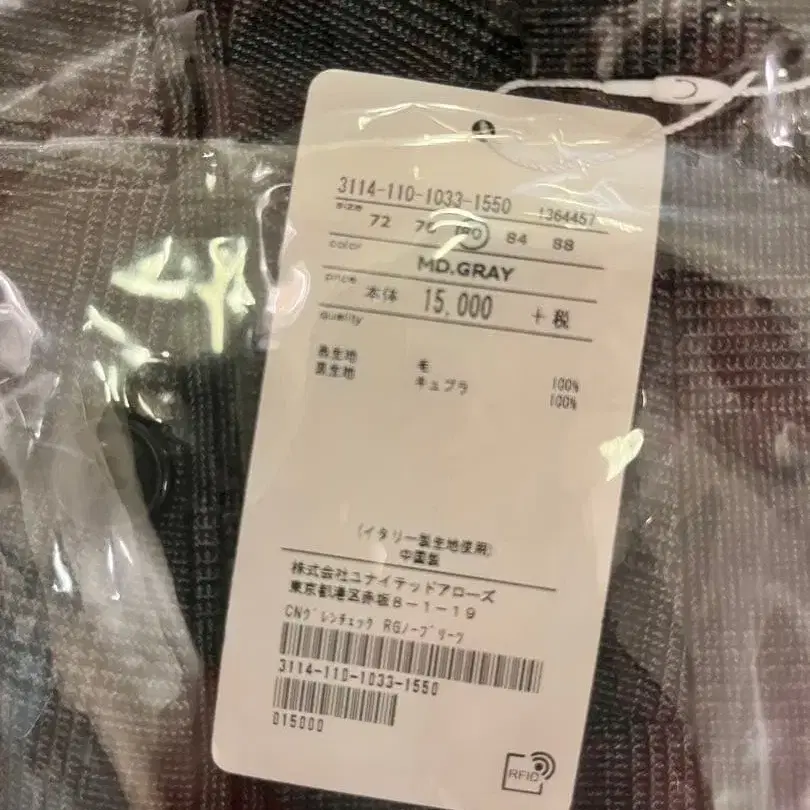 3114-110-1033-1550 1364457
size 72 76 80 84 88
color MD.GRAY
price 本体 15,000 +税
quality
表生地 毛 100%
裏生地 キュプラ 100%
(イタリー製生地使用)
中国製
株式会社ユナイテッドアローズ
東京都港区赤坂8-1-19
CNグレンチェック RGノープリーツ
3114-110-1033-1550
015000
RFID